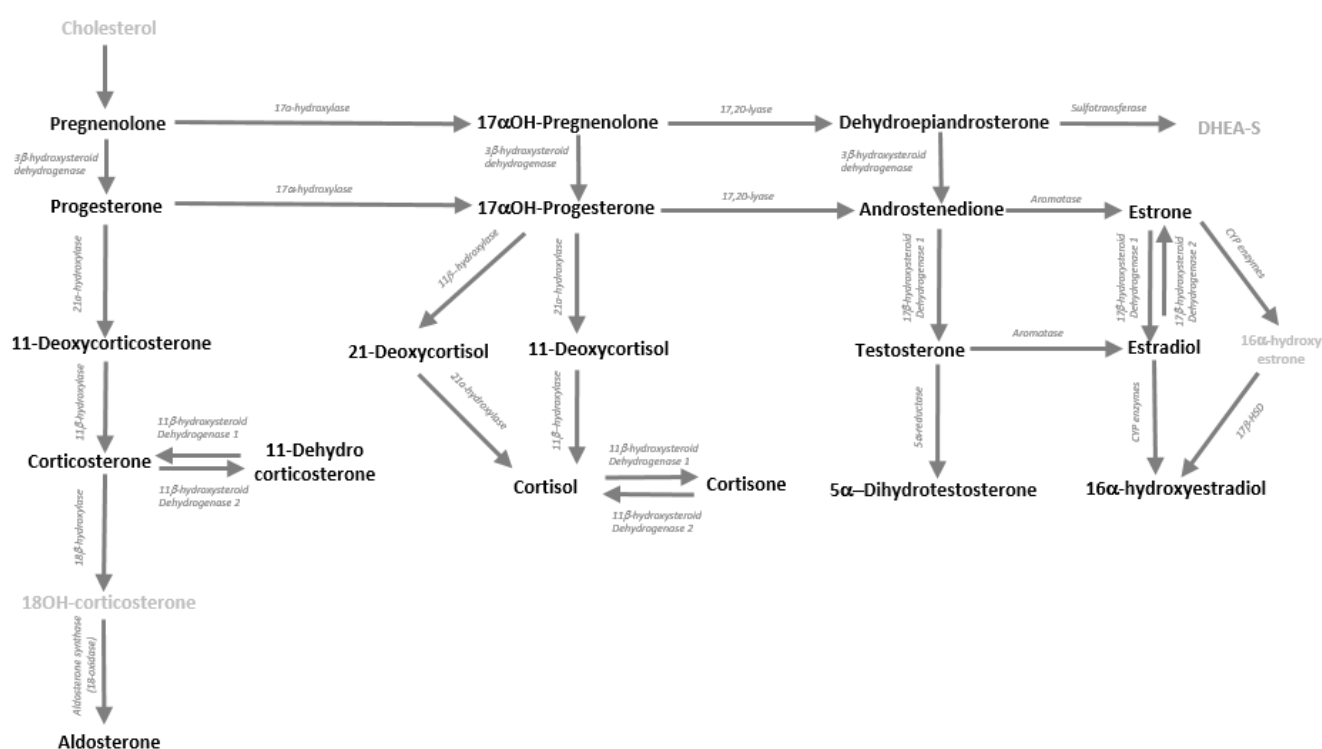 Cholesterol
17α-hydroxylase
17,20-lyase
Sulfotransferase
Pregnenolone
17αOH-Pregnenolone
Dehydroepiandrosterone
DHEA-S
3β-hydroxysteroid
dehydrogenase
3β-hydroxysteroid
dehydrogenase
3β-hydroxysteroid
dehydrogenase
17α-hydroxylase
17,20-lyase
Aromatase
Progesterone
17αOH-Progesterone
Androstenedione
Estrone
21α-hydroxylase
11β–hydroxylase
21α-hydroxylase
17β-hydroxysteroid
Dehydrogenase 1
17β-hydroxysteroid
Dehydrogenase 1
17β-hydroxysteroid
Dehydrogenase 2
CYP enzymes
11-Deoxycorticosterone
21-Deoxycortisol
11-Deoxycortisol
Testosterone
Aromatase
Estradiol
16α-hydroxy
estrone
11β-hydroxylase
21α-hydroxylase
11β–hydroxylase
5α-reductase
CYP enzymes
17β-HSD
11β-hydroxysteroid
Dehydrogenase 1
Corticosterone
11-Dehydro
corticosterone
11β-hydroxysteroid
Dehydrogenase 2
11β-hydroxysteroid
Dehydrogenase 1
Cortisol
Cortisone
11β-hydroxysteroid
Dehydrogenase 2
5α–Dihydrotestosterone
16α-hydroxyestradiol
18β-hydroxylase
18OH-corticosterone
Aldosterone synthase
(18-oxidase)
Aldosterone